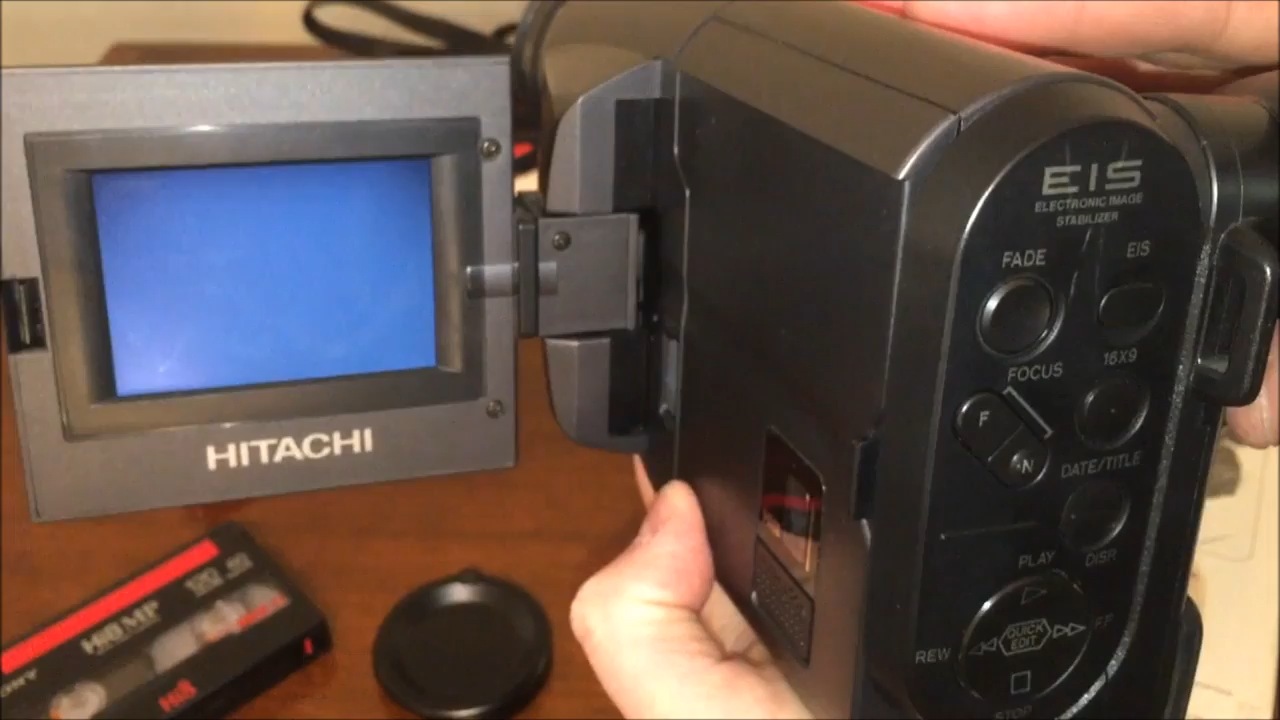 HITACHI
EIS
ELECTRONIC IMAGE
STABILIZER
FADE
EIS
FOCUS
16X9
F
N
DATE/TITLE
PLAY
DISP.
QUICK
EDIT
REW
FF
STOP
Hi8 MP
120
Hi8